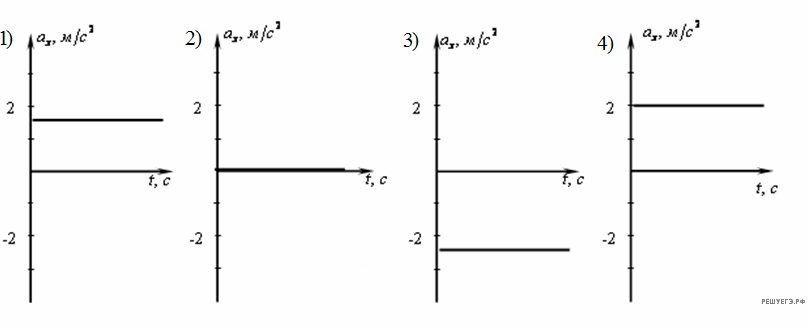 1) aₓ, м/с²
2
t, с
-2
2) aₓ, м/с²
2
t, с
-2
3) aₓ, м/с²
2
t, с
-2
4) aₓ, м/с²
2
t, с
-2
РЕШУЕГЭ.РФ